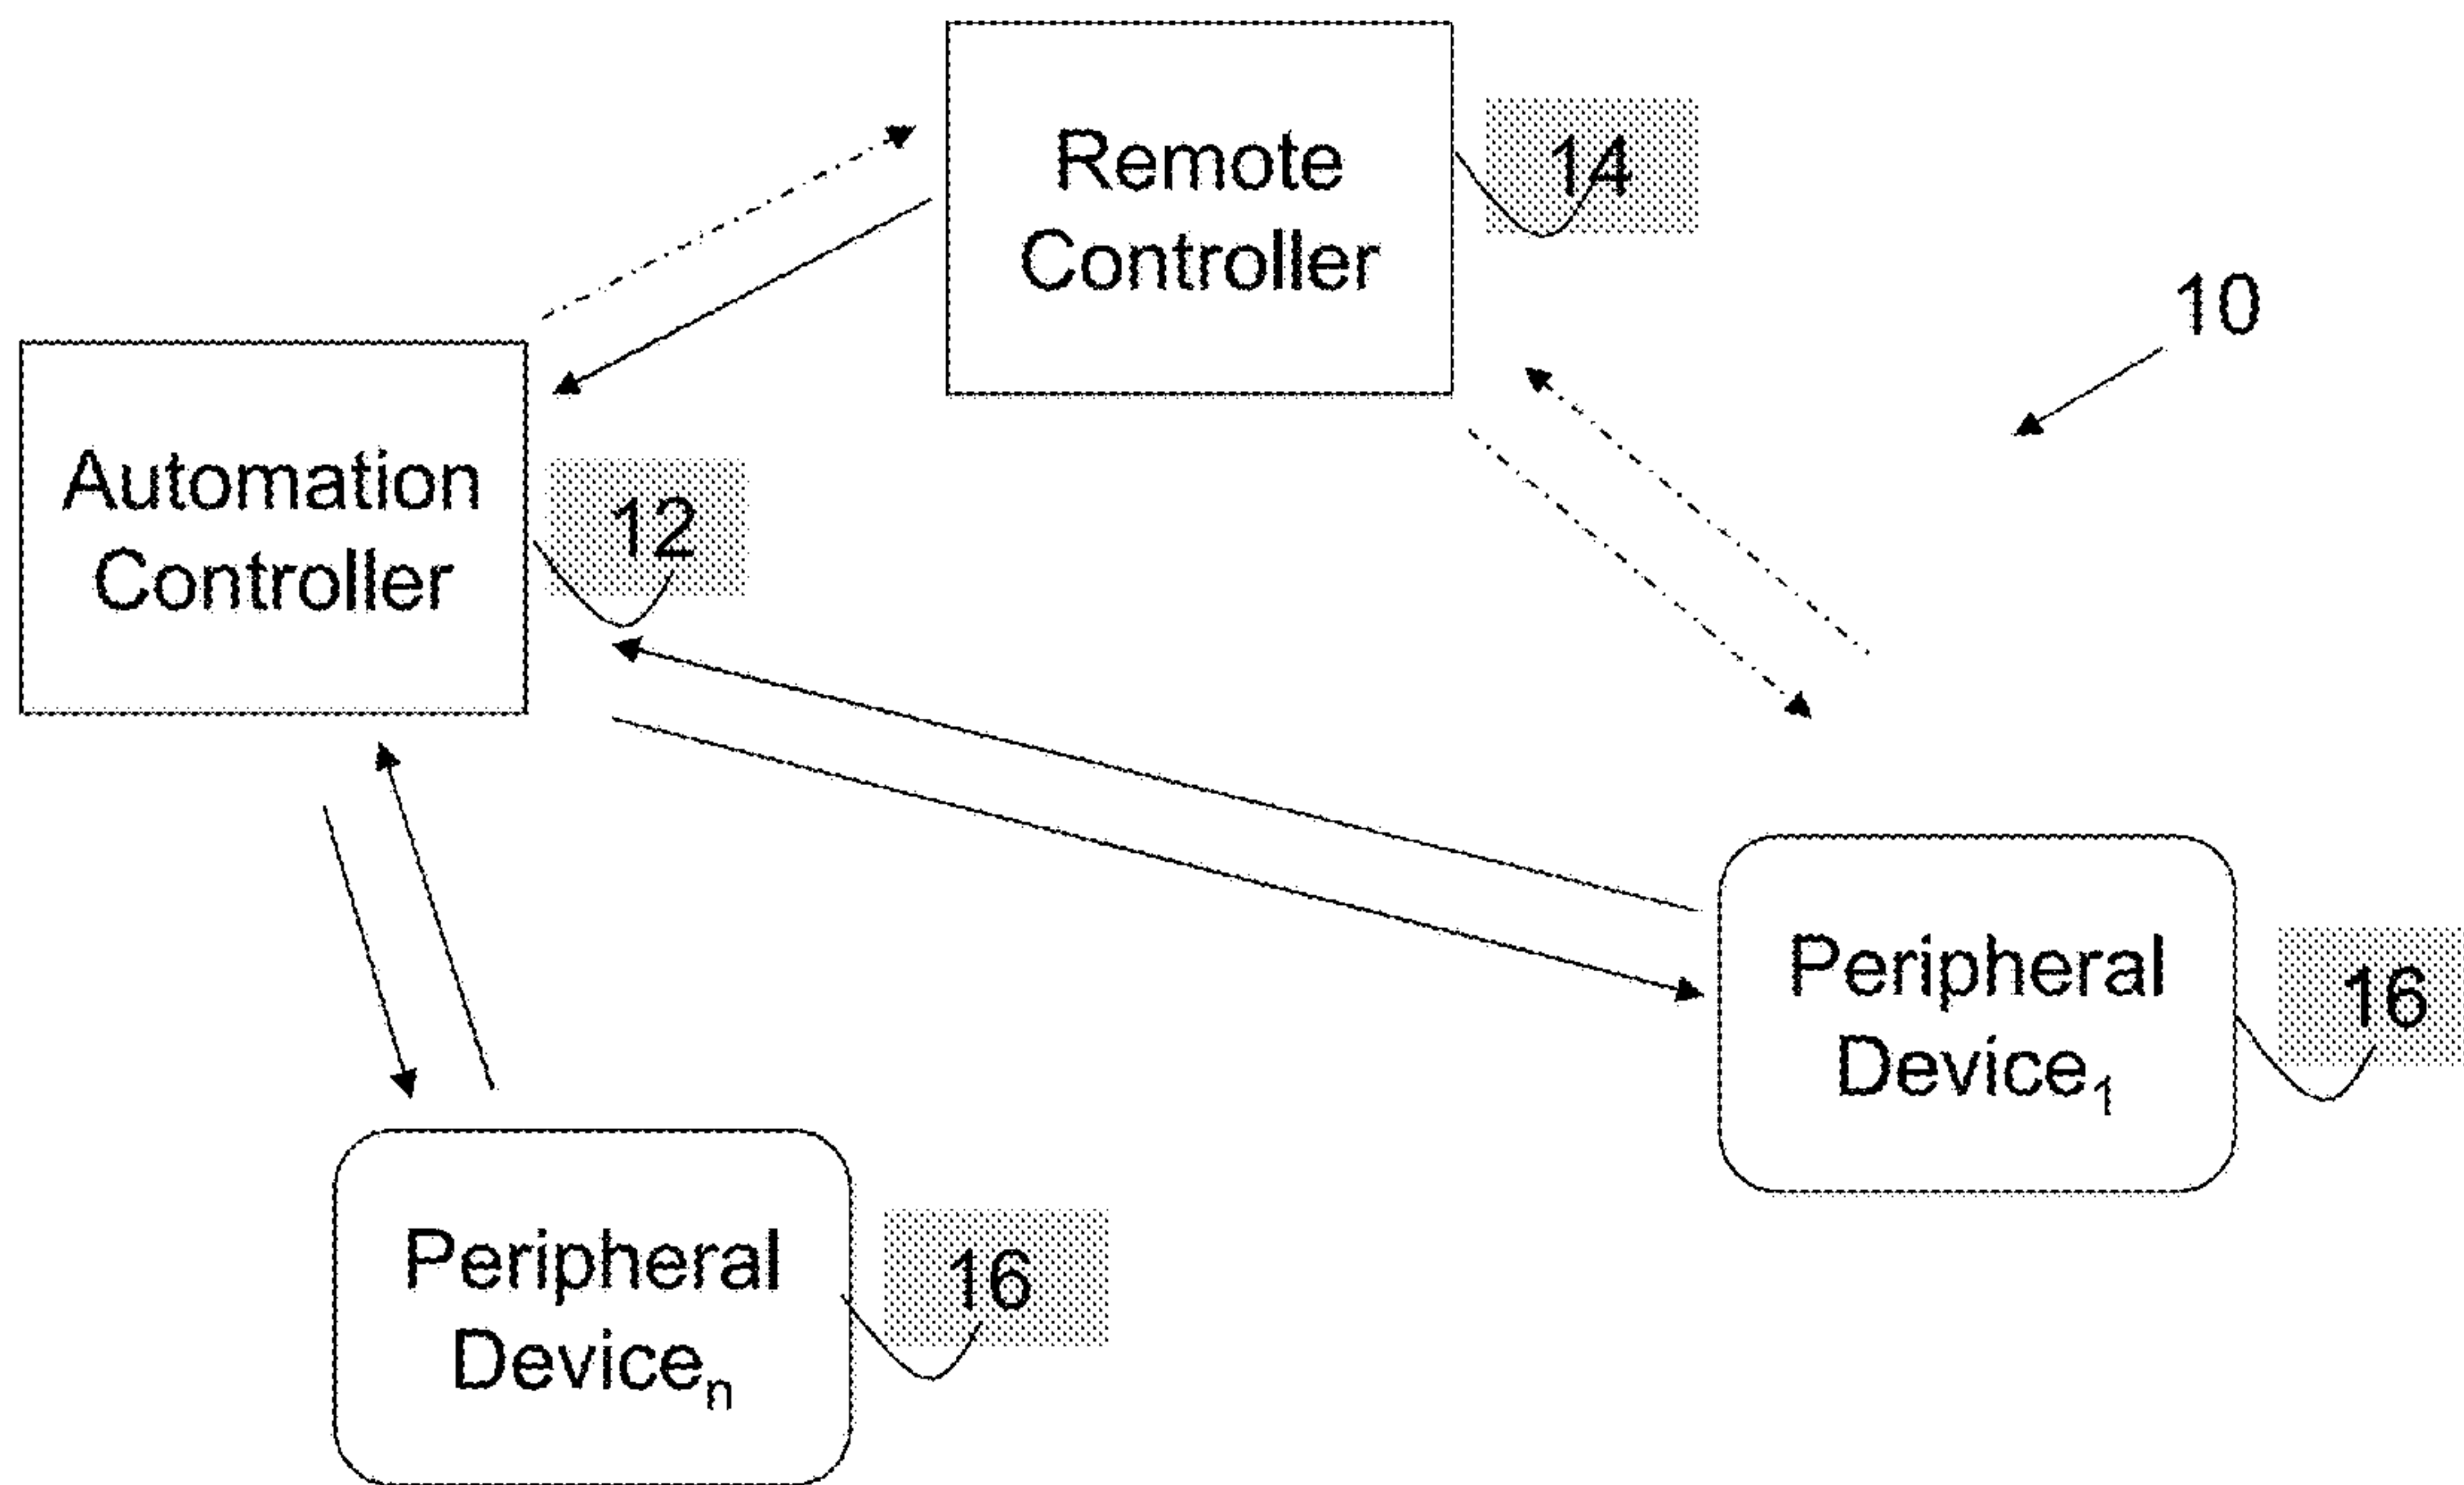 Remote
Controller
14
10
Automation
Controller
12
Peripheral
Device₁
16
Peripheral
Deviceₙ
16